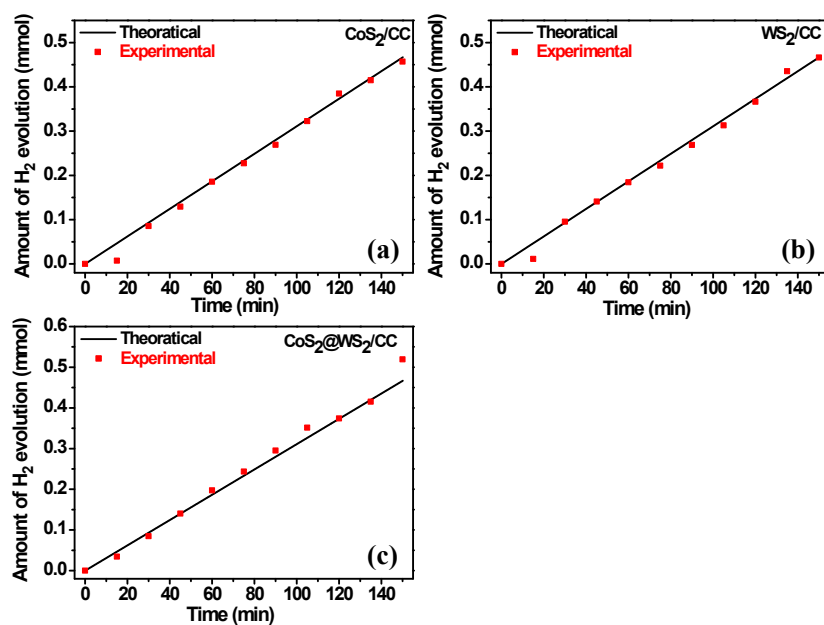 Theoratical
Experimental
CoS2/CC
0.5
0.4
0.3
0.2
0.1
0.0
Amount of H2 evolution (mmol)
0 20 40 60 80 100 120 140
Time (min)
(a)
Theoratical
Experimental
WS2/CC
0.5
0.4
0.3
0.2
0.1
0.0
Amount of H2 evolution (mmol)
0 20 40 60 80 100 120 140
Time (min)
(b)
Theoratical
Experimental
CoS2@WS2/CC
0.6
0.5
0.4
0.3
0.2
0.1
0.0
Amount of H2 evolution (mmol)
0 20 40 60 80 100 120 140
Time (min)
(c)